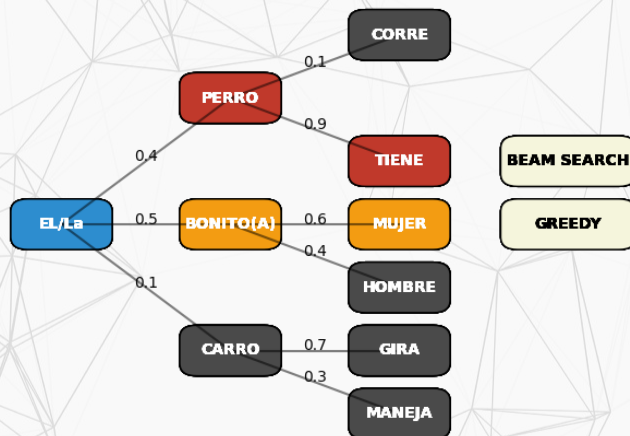 CORRE
0.1
PERRO
0.9
0.4
TIENE
BEAM SEARCH
EL/La
0.5
BONITO(A)
0.6
MUJER
GREEDY
0.4
0.1
HOMBRE
CARRO
0.7
GIRA
0.3
MANEJA